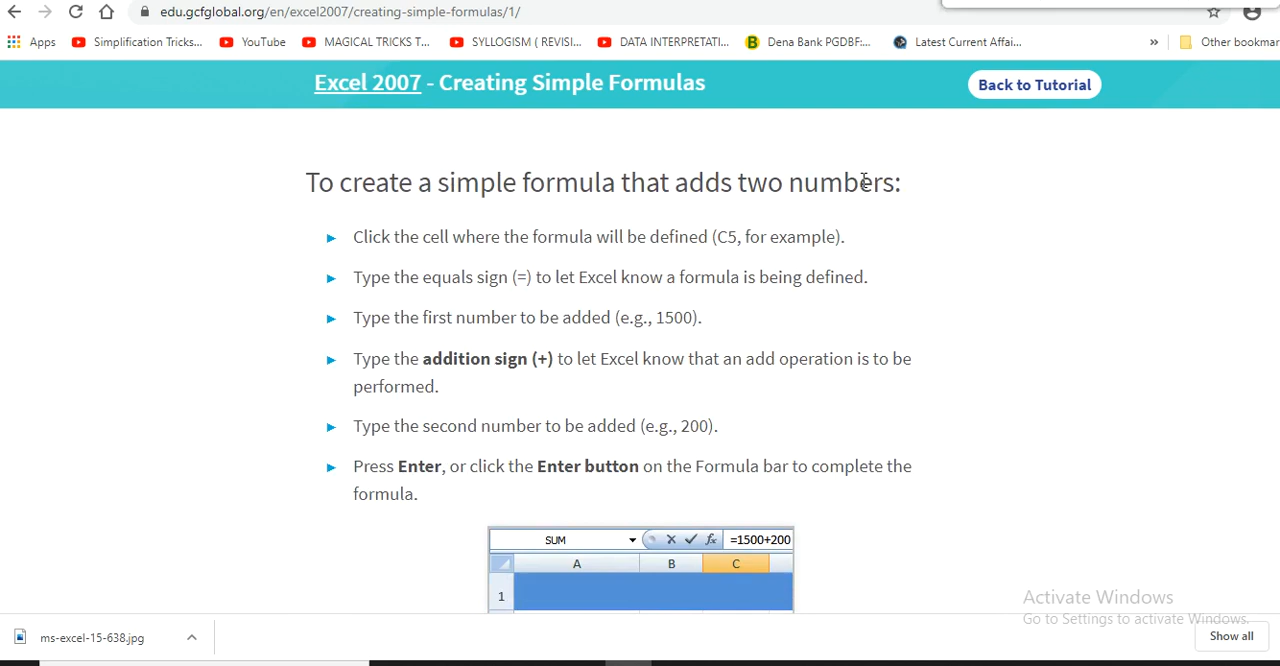 edu.gcfglobal.org/en/excel2007/creating-simple-formulas/1/
Apps Simplification Tricks... YouTube MAGICAL TRICKS T... SYLLOGISM ( REVISI... DATA INTERPRETATI... B Dena Bank PGDBF:... Latest Current Affai... » Other bookmar
Excel 2007 - Creating Simple Formulas Back to Tutorial
To create a simple formula that adds two numbers:
► Click the cell where the formula will be defined (C5, for example).
► Type the equals sign (=) to let Excel know a formula is being defined.
► Type the first number to be added (e.g., 1500).
► Type the addition sign (+) to let Excel know that an add operation is to be
performed.
► Type the second number to be added (e.g., 200).
► Press Enter, or click the Enter button on the Formula bar to complete the
formula.
SUM fx =1500+200
A B C
1
Activate Windows
Go to Settings to activate Windows.
ms-excel-15-638.jpg Show all